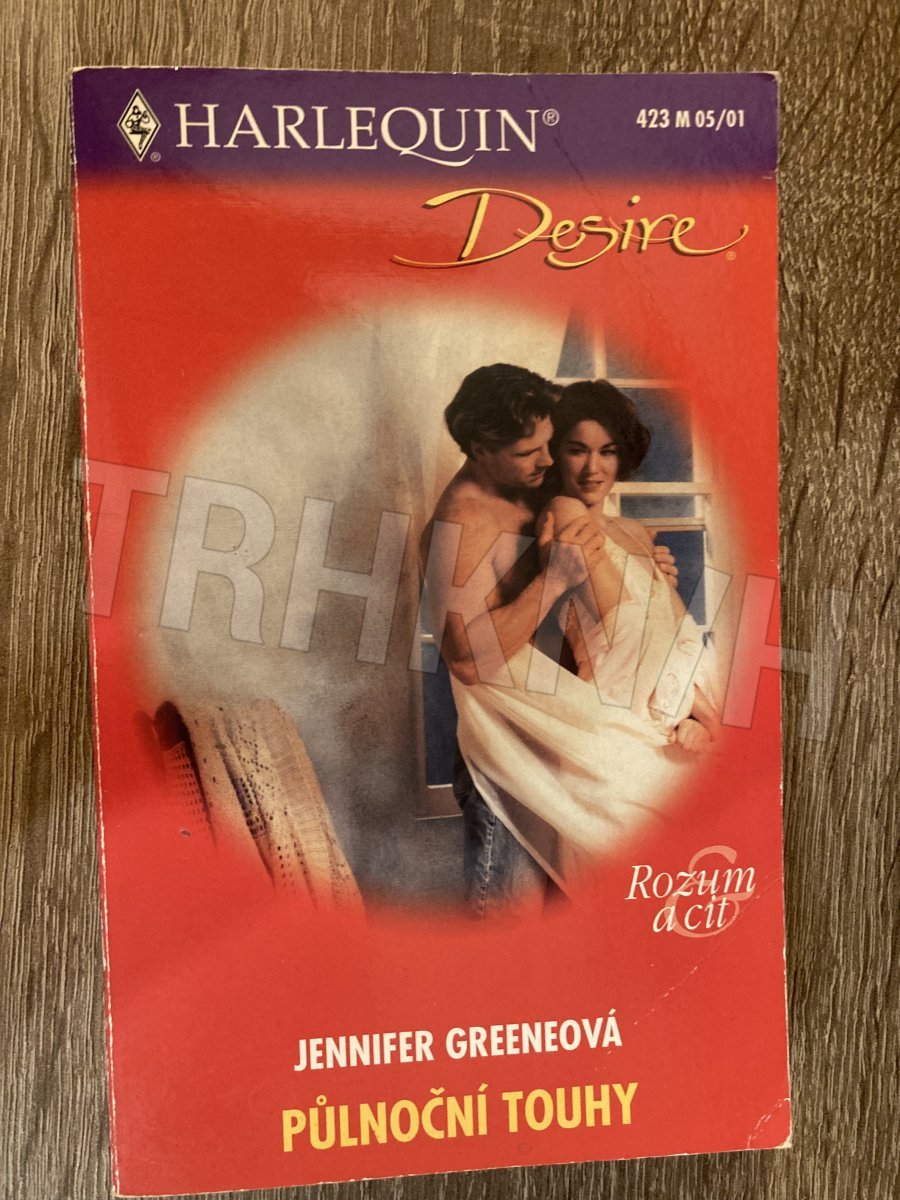 HARLEQUIN®
423 M 05/01
Desire®
TRHKNIH
Rozum
& a cit
JENNIFER GREENEOVÁ
PŮLNOČNÍ TOUHY